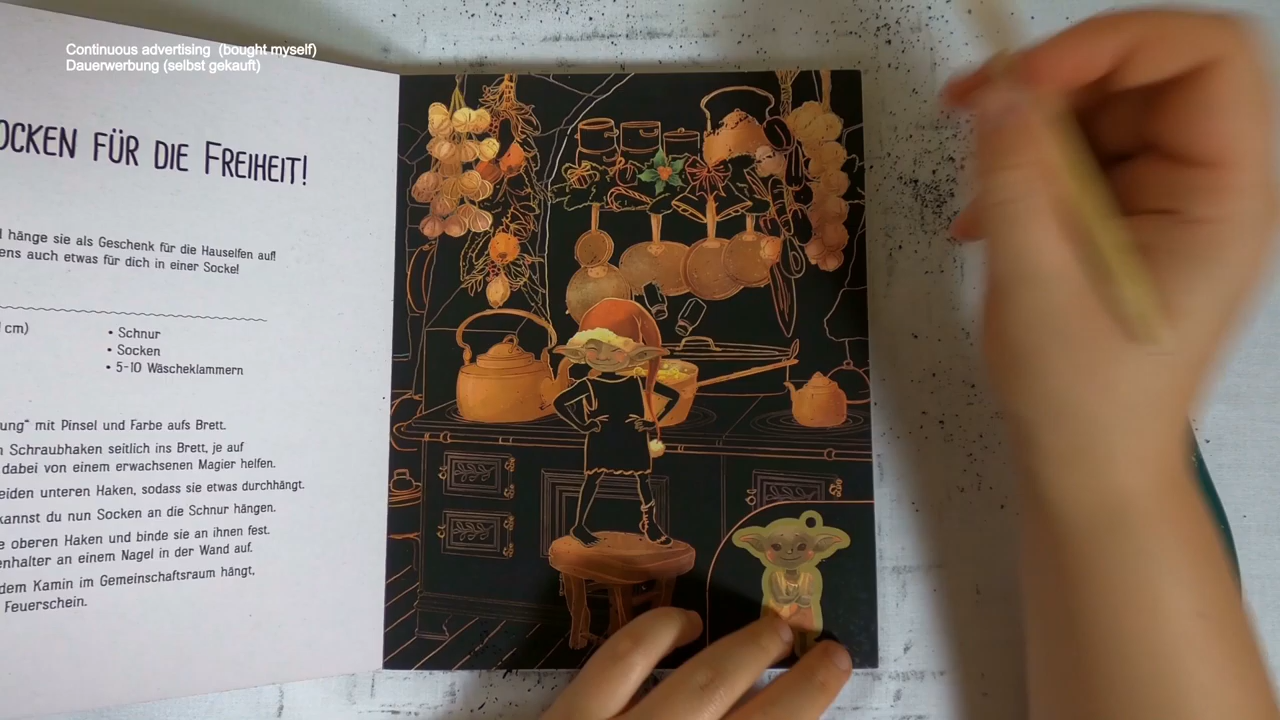 Continuous advertising (bought myself)
Dauerwerbung (selbst gekauft)
OCKEN FÜR DIE FREIHEIT!
hänge sie als Geschenk für die Hauselfen auf!
ens auch etwas für dich in einer Socke!
cm)
• Schnur
• Socken
• 5-10 Wäscheklammern
ung“ mit Pinsel und Farbe aufs Brett.
n Schraubhaken seitlich ins Brett, je auf
dabei von einem erwachsenen Magier helfen.
eiden unteren Haken, sodass sie etwas durchhängt.
kannst du nun Socken an die Schnur hängen.
e oberen Haken und binde sie an ihnen fest.
enhalter an einem Nagel in der Wand auf.
dem Kamin im Gemeinschaftsraum hängt,
Feuerschein.